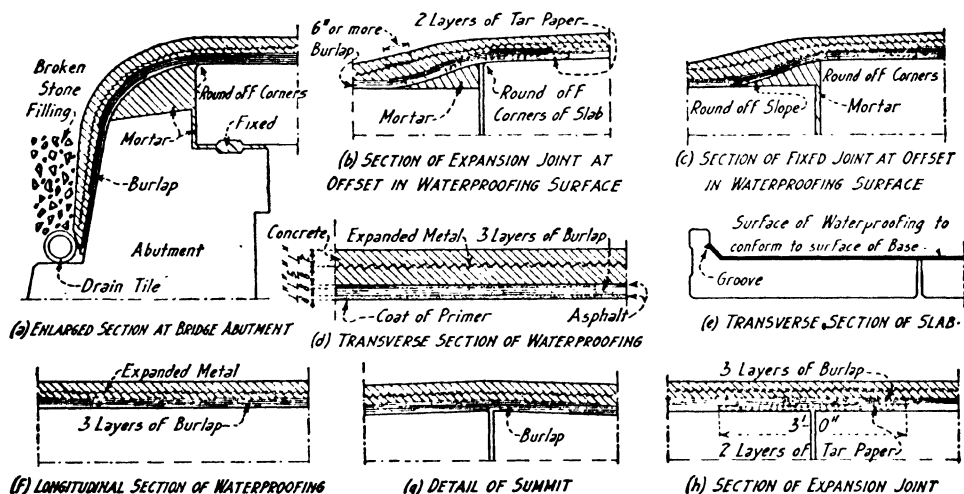 Broken
Stone
Filling
Round off Corners
Mortar
Fixed
Burlap
Abutment
Drain Tile
(a) ENLARGED SECTION AT BRIDGE ABUTMENT
6" or more
Burlap
2 Layers of Tar Paper
Mortar
Round off
Corners of Slab
(b) SECTION OF EXPANSION JOINT AT
OFFSET IN WATERPROOFING SURFACE
Round off Corners
Round off Slope
Mortar
(c) SECTION OF FIXED JOINT AT OFFSET
IN WATERPROOFING SURFACE
Concrete
Expanded Metal
3 Layers of Burlap
Coat of Primer
Asphalt
(d) TRANSVERSE SECTION OF WATERPROOFING
Surface of Waterproofing to
conform to surface of Base
Groove
(e) TRANSVERSE SECTION OF SLAB
Expanded Metal
3 Layers of Burlap
(f) LONGITUDINAL SECTION OF WATERPROOFING
Burlap
(g) DETAIL OF SUMMIT
3 Layers of Burlap
3'-0"
2 Layers of Tar Paper
(h) SECTION OF EXPANSION JOINT